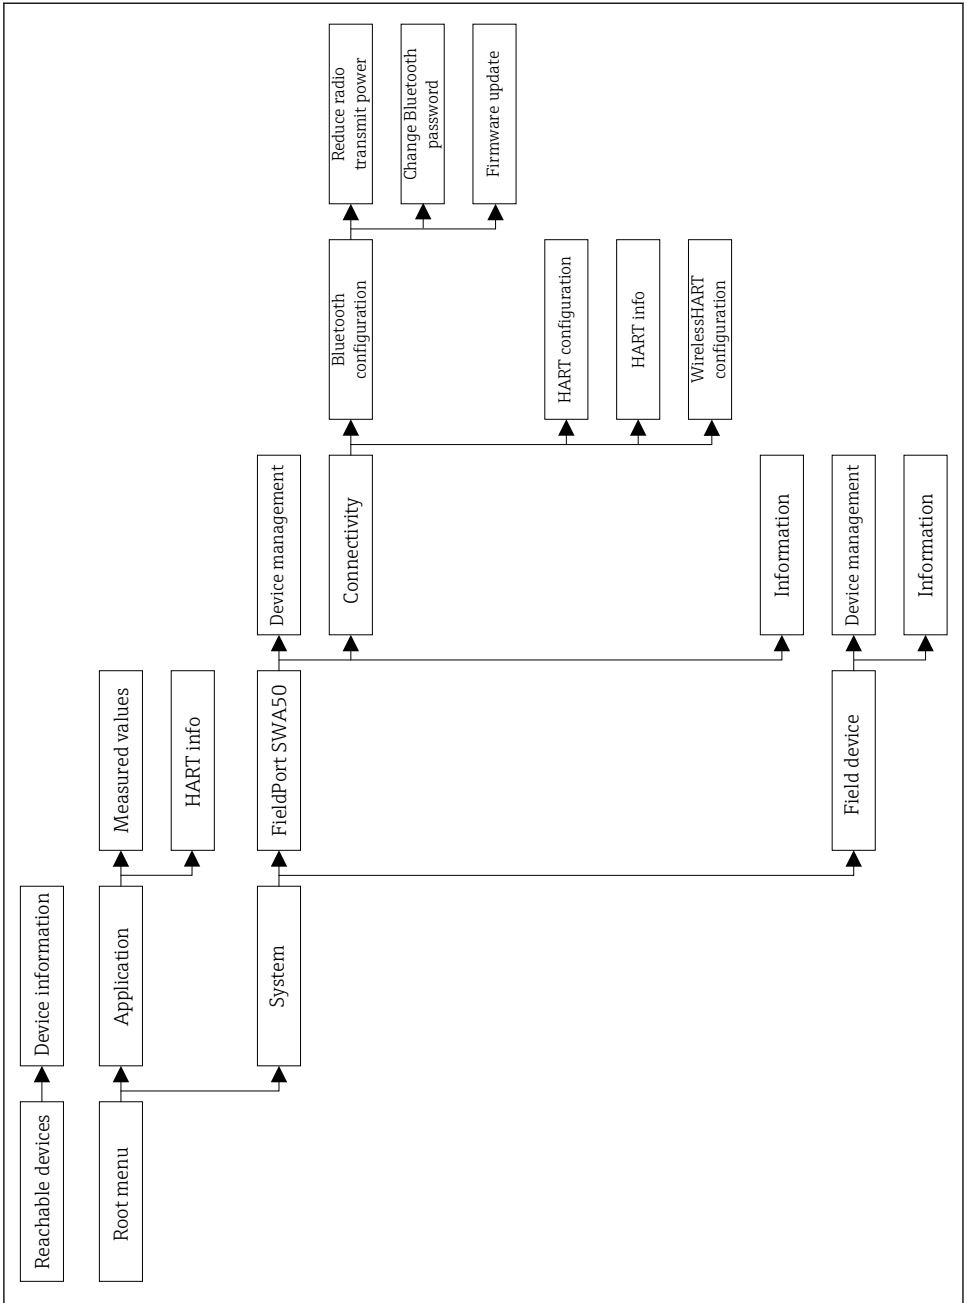 Reachable devices
Device information
Root menu
Application
Measured values
HART info
System
FieldPort SWA50
Device management
Connectivity
Bluetooth
configuration
Reduce radio
transmit power
Change Bluetooth
password
Firmware update
HART configuration
HART info
WirelessHART
configuration
Information
Field device
Device management
Information